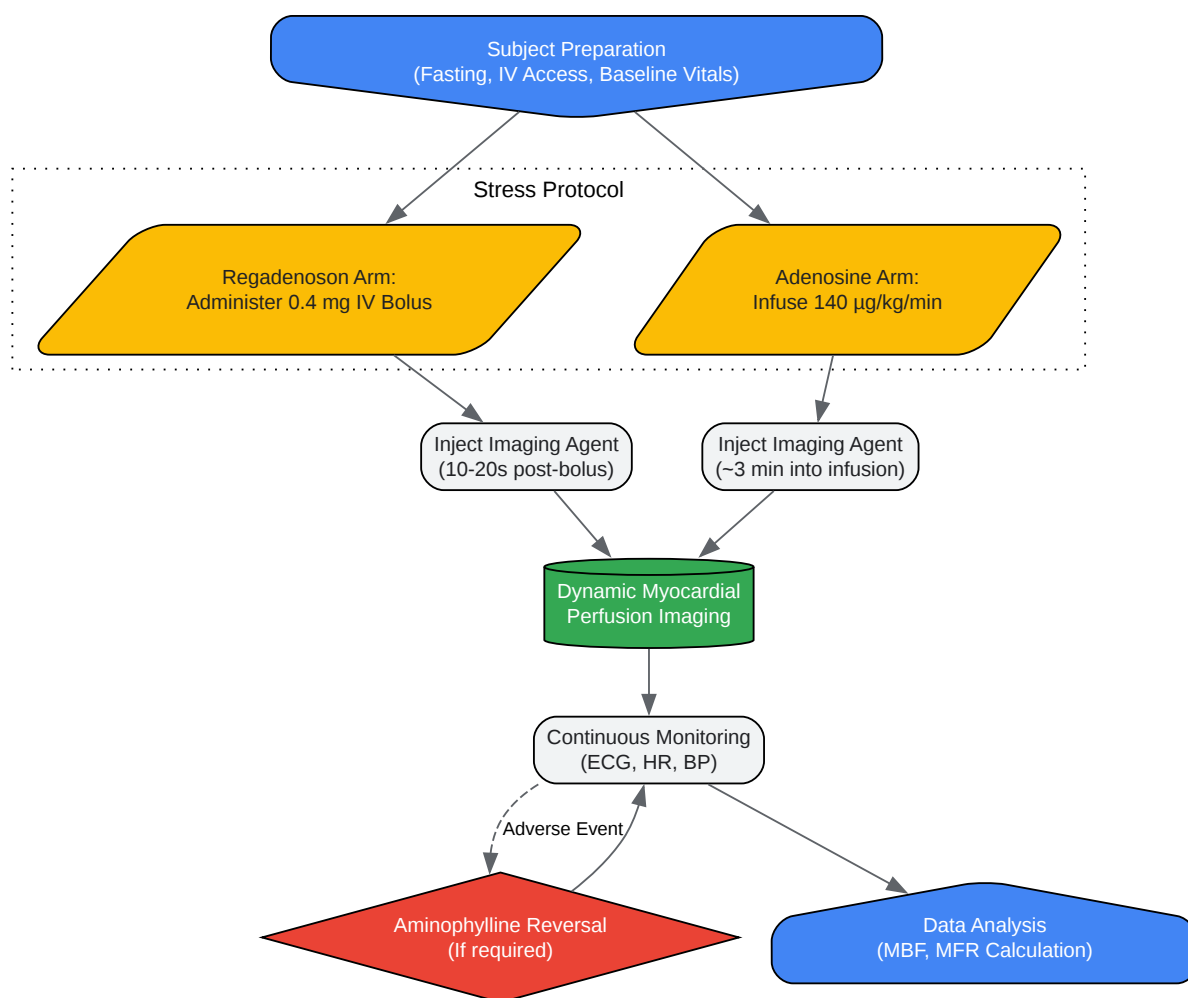 Subject Preparation
(Fasting, IV Access, Baseline Vitals)
Stress Protocol
Regadenoson Arm:
Administer 0.4 mg IV Bolus
Adenosine Arm:
Infuse 140 µg/kg/min
Inject Imaging Agent
(10-20s post-bolus)
Inject Imaging Agent
(~3 min into infusion)
Dynamic Myocardial
Perfusion Imaging
Continuous Monitoring
(ECG, HR, BP)
Adverse Event
Aminophylline Reversal
(If required)
Data Analysis
(MBF, MFR Calculation)